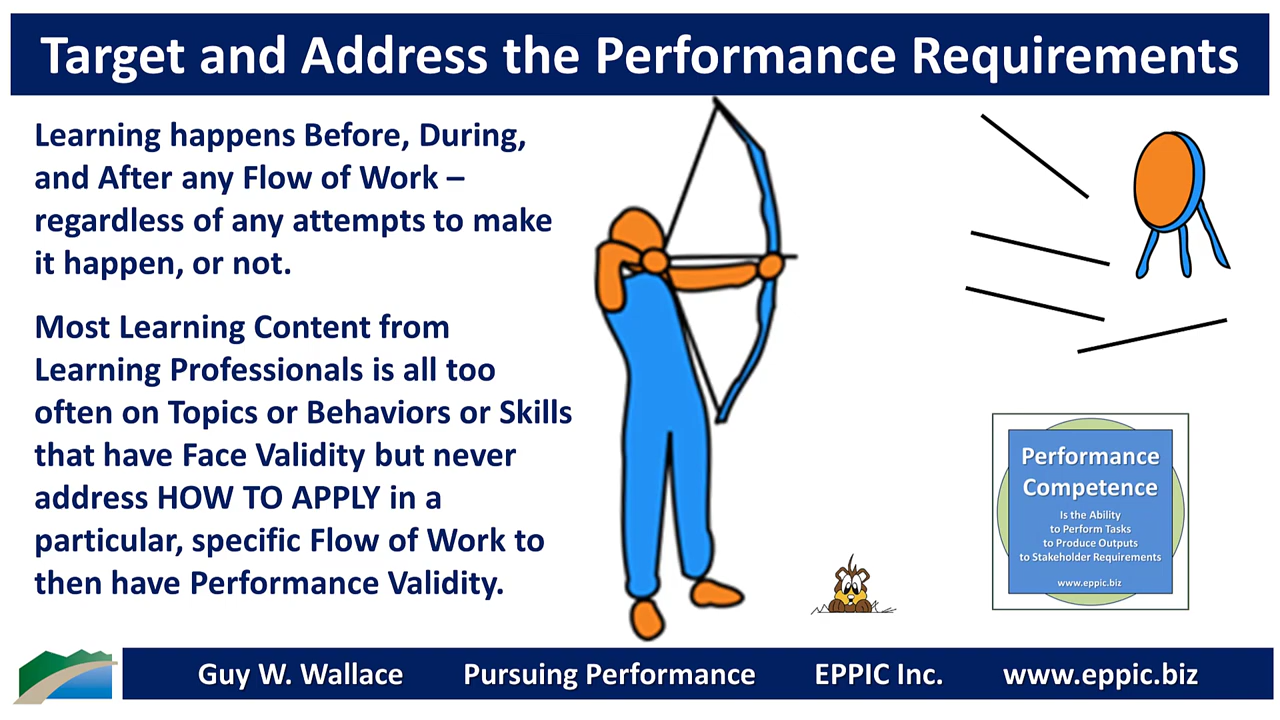 Target and Address the Performance Requirements
Learning happens Before, During,
and After any Flow of Work –
regardless of any attempts to make
it happen, or not.
Most Learning Content from
Learning Professionals is all too
often on Topics or Behaviors or Skills
that have Face Validity but never
address HOW TO APPLY in a
particular, specific Flow of Work to
then have Performance Validity.
Performance
Competence
Is the Ability
to Perform Tasks
to Produce Outputs
to Stakeholder Requirements
www.eppic.biz
Guy W. Wallace Pursuing Performance EPPIC Inc. www.eppic.biz